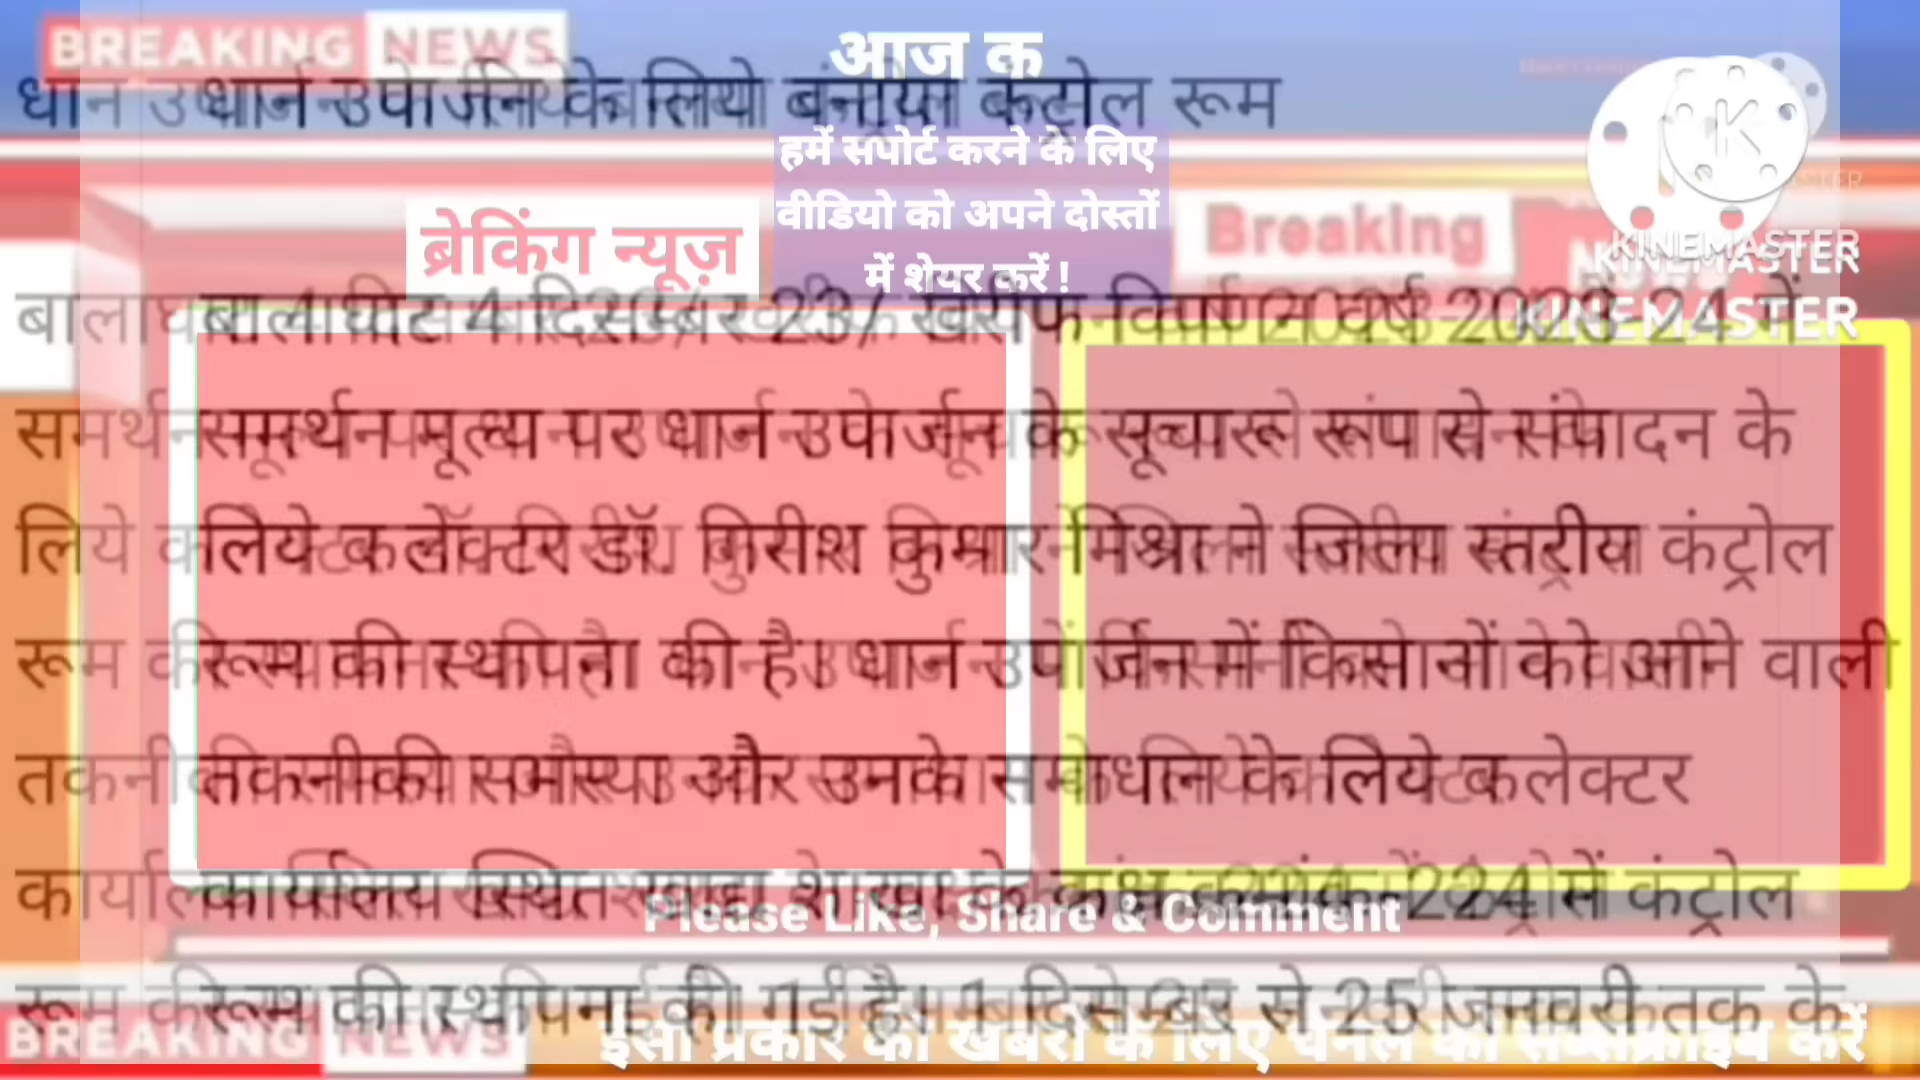 BREAKING NEWS
आज क
धान उपार्जन के लिये बनाया कंट्रोल रूम
हमें सपोर्ट करने के लिए
वीडियो को अपने दोस्तों
में शेयर करें !
ब्रेकिंग न्यूज़
Breaking
KINEMASTER
KINEMASTER
KINEMASTER
बालाघाट 4 दिसम्बर 23/ खरीफ विपणन वर्ष 2023-24 में
समर्थन मूल्य पर धान उपार्जन के सूचारू रूप से संपादन के
लिये कलेक्टर डॉ. गिरीश कुमार मिश्रा ने जिला स्तरीय कंट्रोल
रूम की स्थापना की है। धान उपार्जन में किसानों को आने वाली
तकनीकी समस्या और उनके समाधान के लिये कलेक्टर
कार्यालय स्थित खाद्य शाखा के कक्ष क्रमांक 224 में कंट्रोल
Please Like, Share & Comment
रूम की स्थापना की गई है। 1 दिसम्बर से 25 जनवरी तक के
BREAKING NEWS
इसी प्रकार की खबरों के लिए चैनल को सब्सक्राइब करें